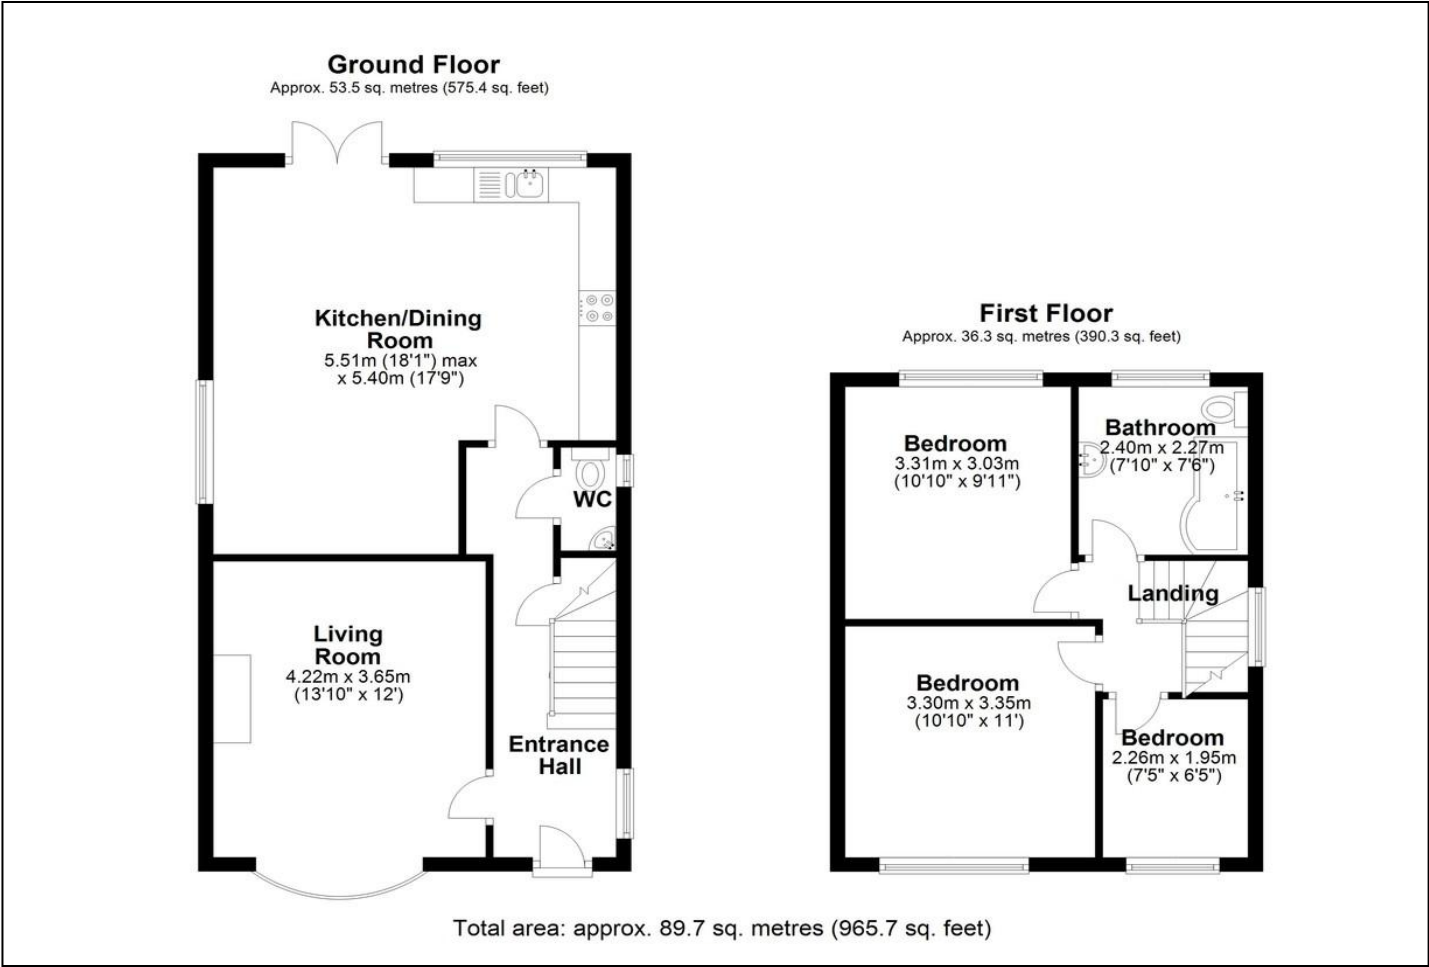 Ground Floor
Approx. 53.5 sq. metres (575.4 sq. feet)
Kitchen/Dining
Room
5.51m (18'1") max
x 5.40m (17'9")
WC
Living
Room
4.22m x 3.65m
(13'10" x 12')
Entrance
Hall
First Floor
Approx. 36.3 sq. metres (390.3 sq. feet)
Bedroom
3.31m x 3.03m
(10'10" x 9'11")
Bathroom
2.40m x 2.27m
(7'10" x 7'6")
Landing
Bedroom
3.30m x 3.35m
(10'10" x 11')
Bedroom
2.26m x 1.95m
(7'5" x 6'5")
Total area: approx. 89.7 sq. metres (965.7 sq. feet)